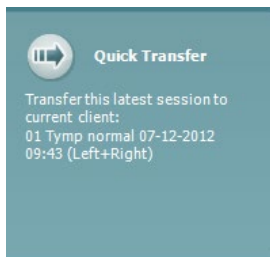 Quick Transfer
Transfer this latest session to
current client:
01 Tymp normal 07-12-2012
09:43 (Left+Right)